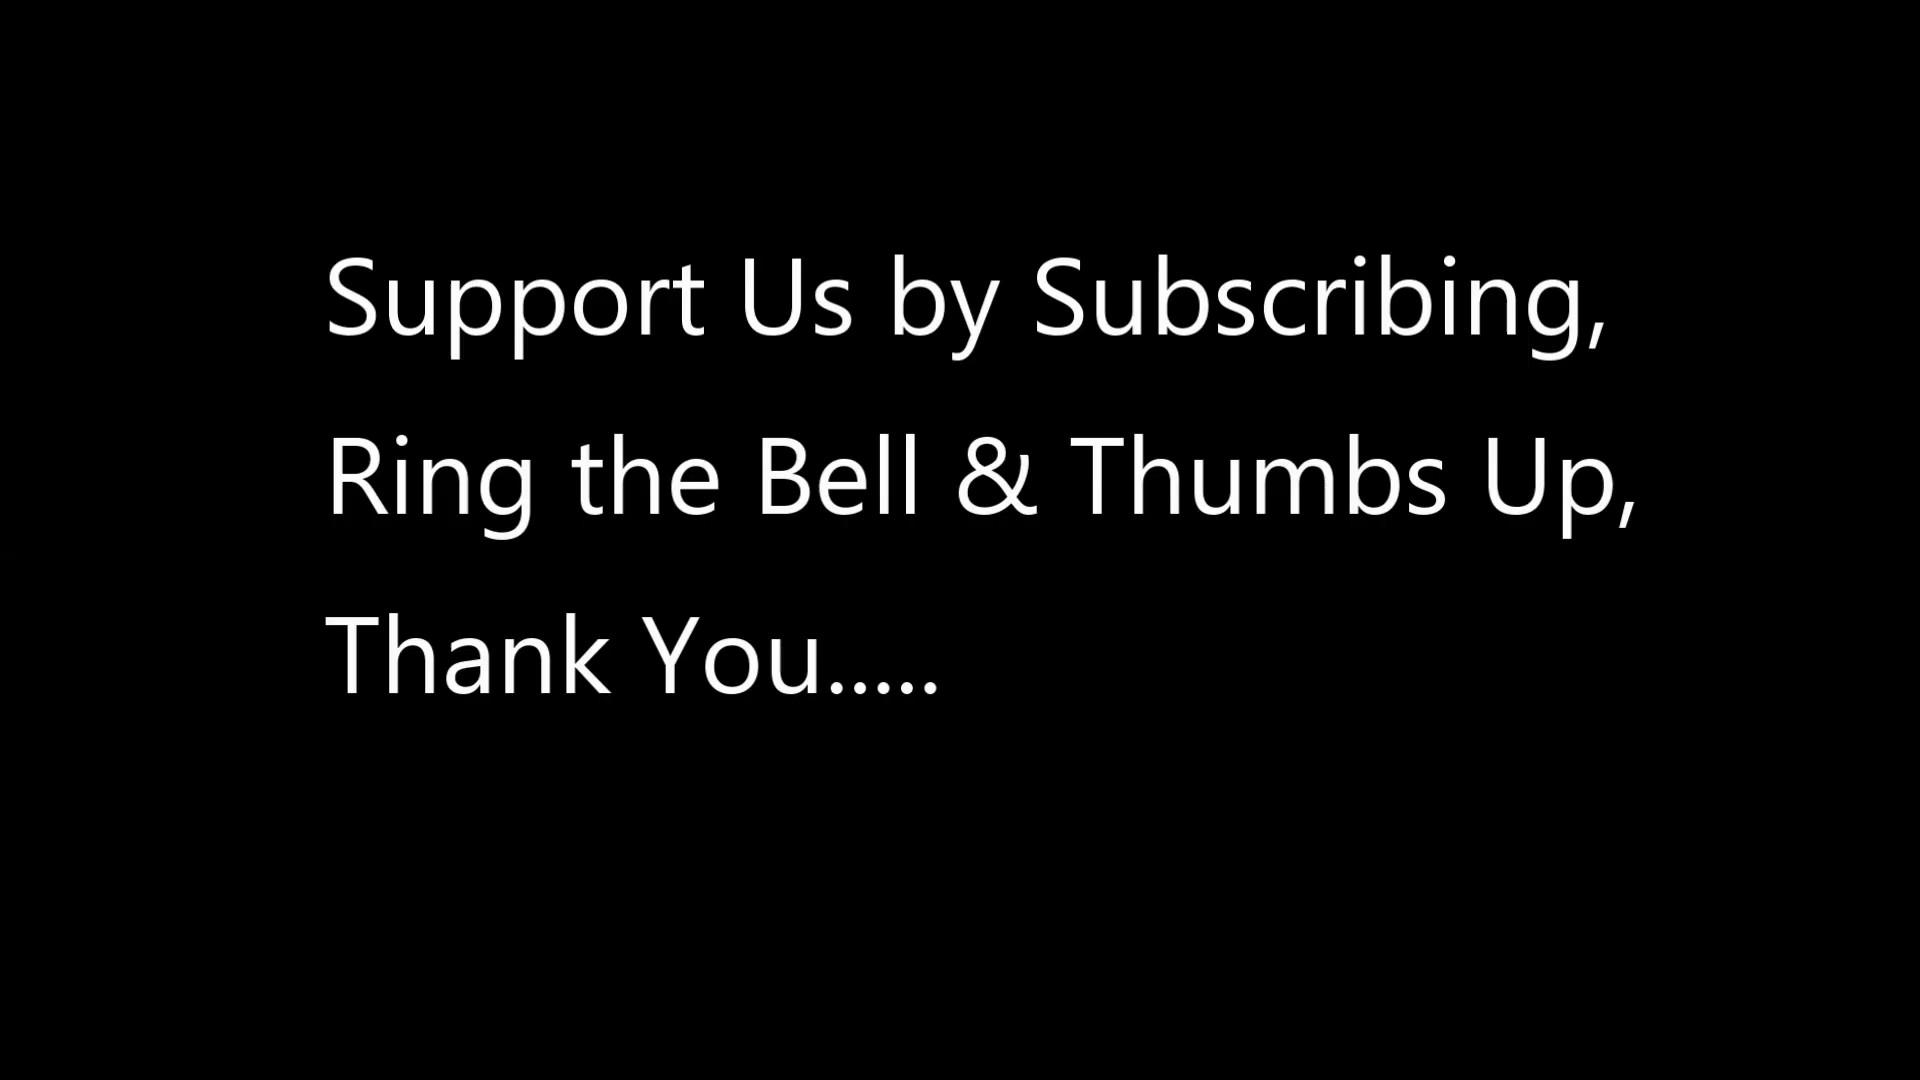 Support Us by Subscribing,
Ring the Bell & Thumbs Up,
Thank You.....